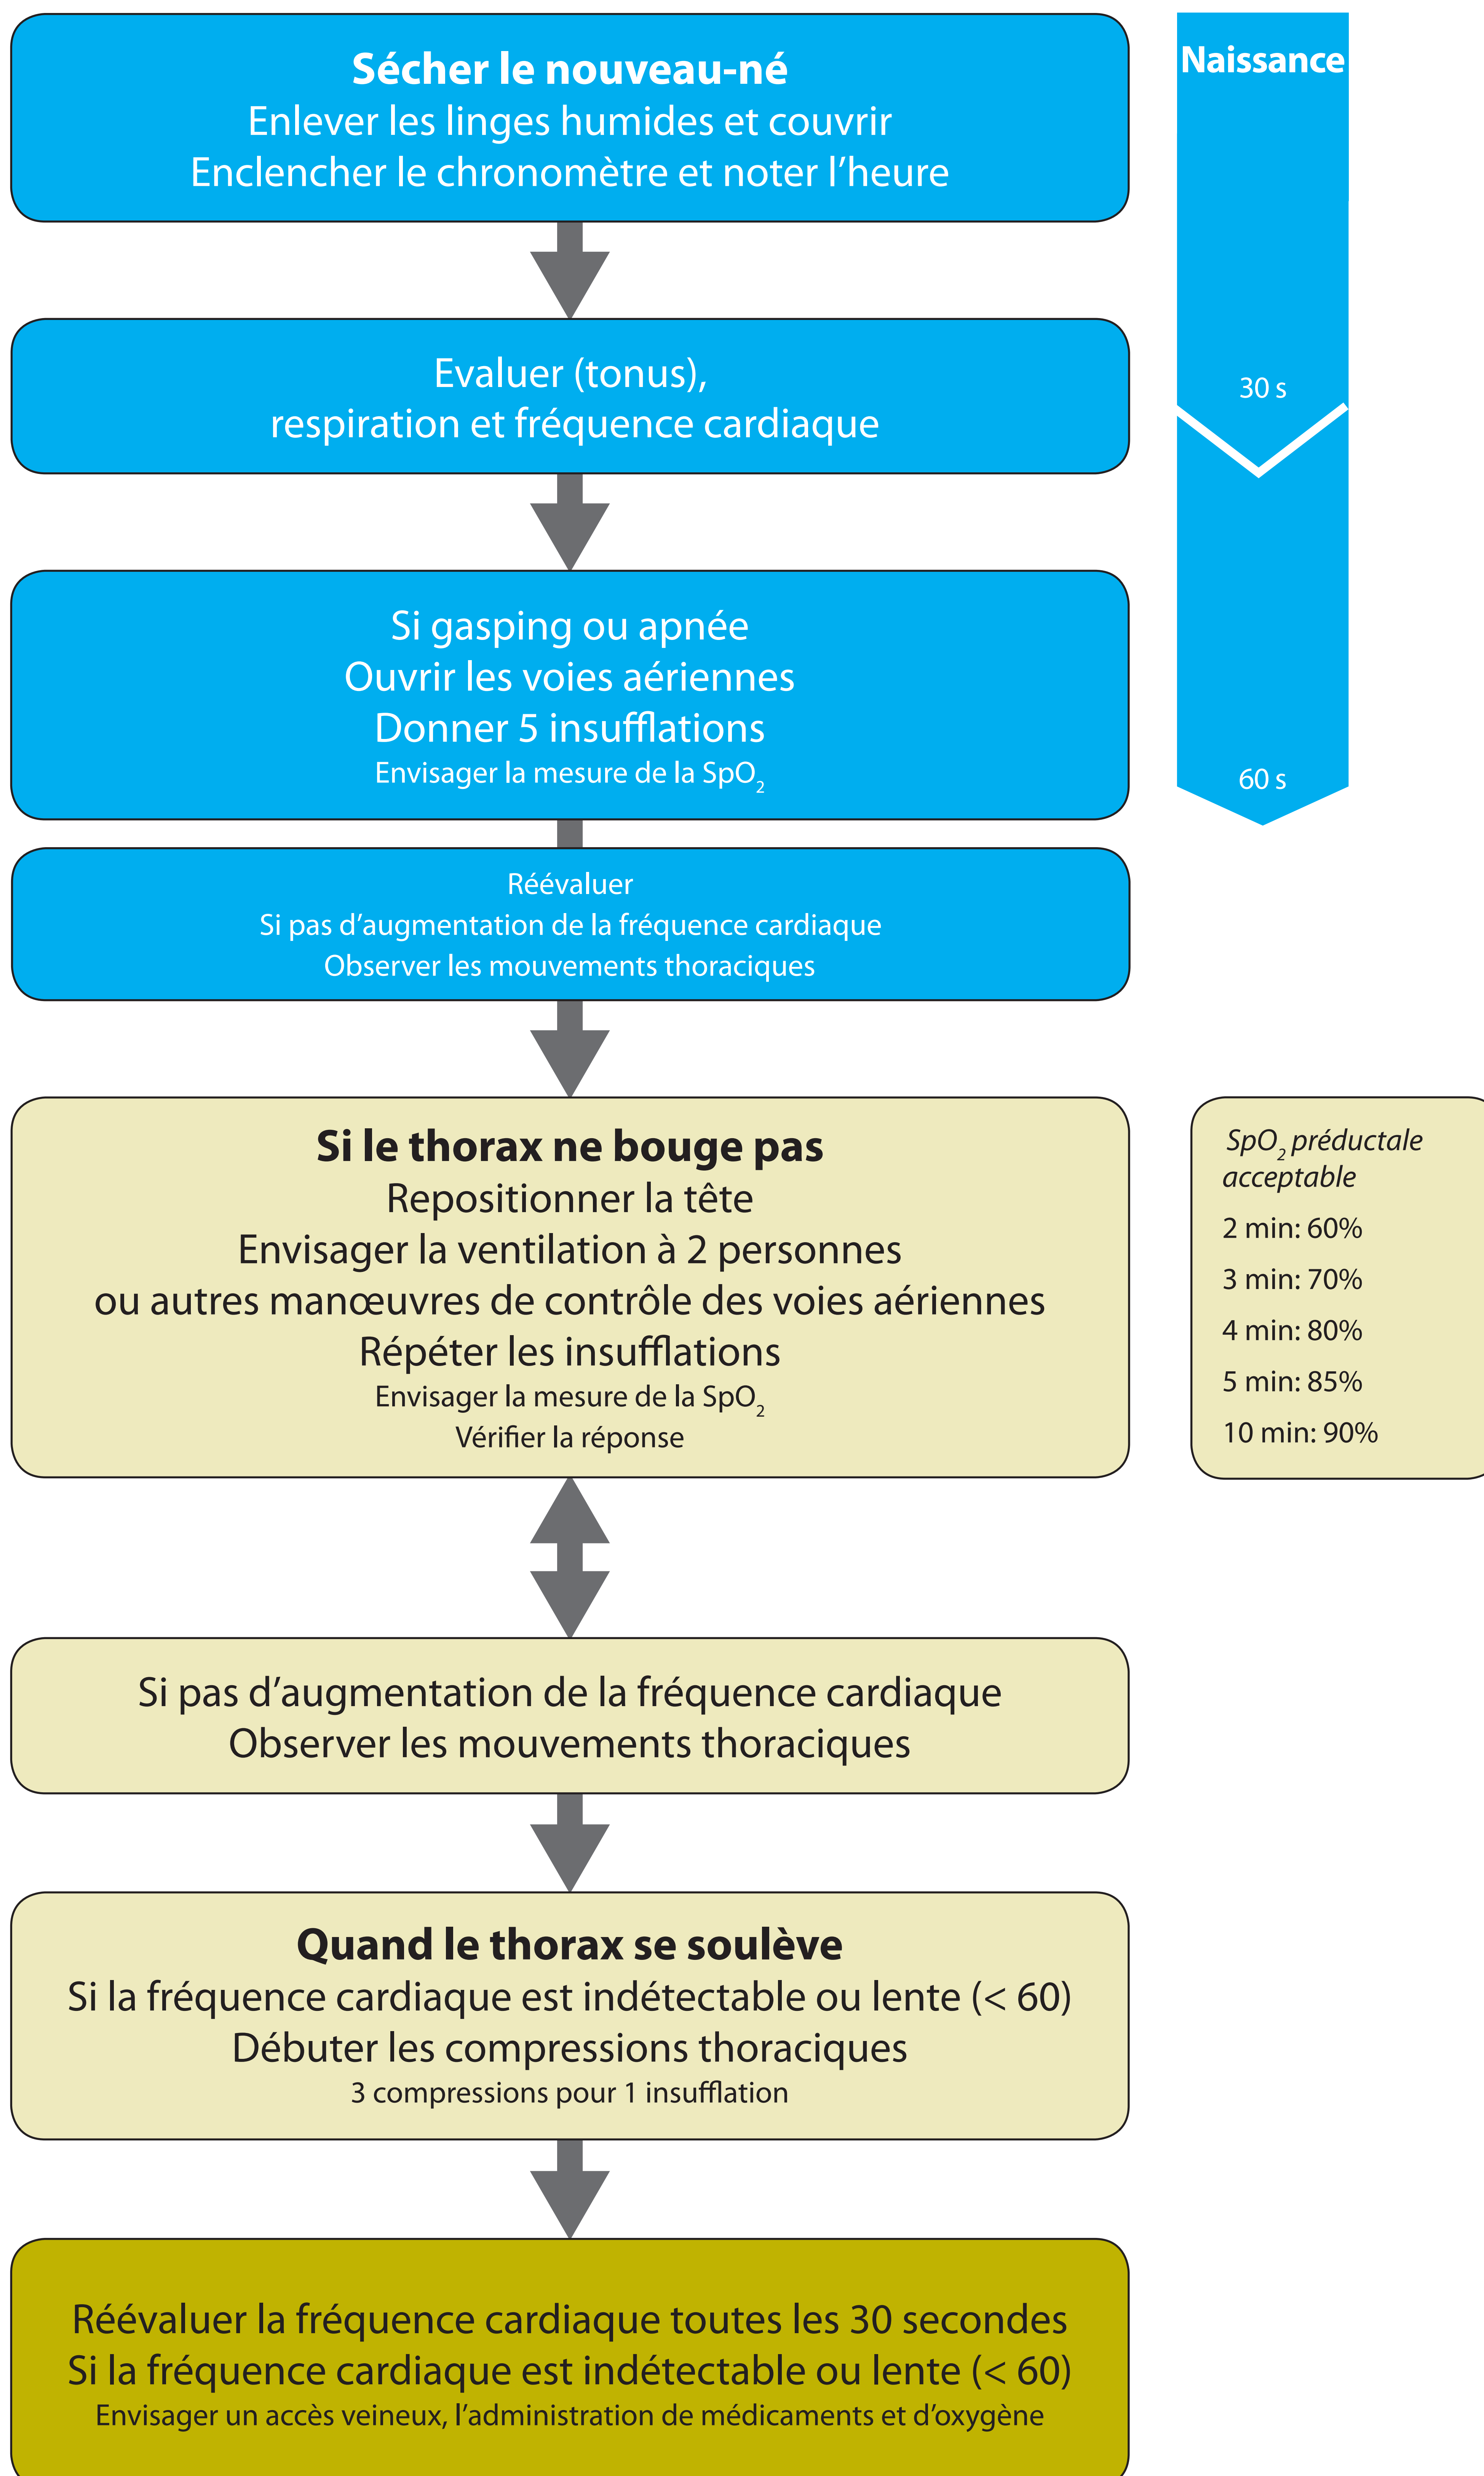 Sécher le nouveau-né
Enlever les linges humides et couvrir
Enclencher le chronomètre et noter l’heure
Naissance
Evaluer (tonus),
respiration et fréquence cardiaque
30 s
Si gasping ou apnée
Ouvrir les voies aériennes
Donner 5 insufflations
Envisager la mesure de la SpO₂
60 s
Réévaluer
Si pas d’augmentation de la fréquence cardiaque
Observer les mouvements thoraciques
Si le thorax ne bouge pas
Repositionner la tête
Envisager la ventilation à 2 personnes
ou autres manœuvres de contrôle des voies aériennes
Répéter les insufflations
Envisager la mesure de la SpO₂
Vérifier la réponse
SpO₂ préductale
acceptable
2 min: 60%
3 min: 70%
4 min: 80%
5 min: 85%
10 min: 90%
Si pas d’augmentation de la fréquence cardiaque
Observer les mouvements thoraciques
Quand le thorax se soulève
Si la fréquence cardiaque est indétectable ou lente (< 60)
Débuter les compressions thoraciques
3 compressions pour 1 insufflation
Réévaluer la fréquence cardiaque toutes les 30 secondes
Si la fréquence cardiaque est indétectable ou lente (< 60)
Envisager un accès veineux, l’administration de médicaments et d’oxygène